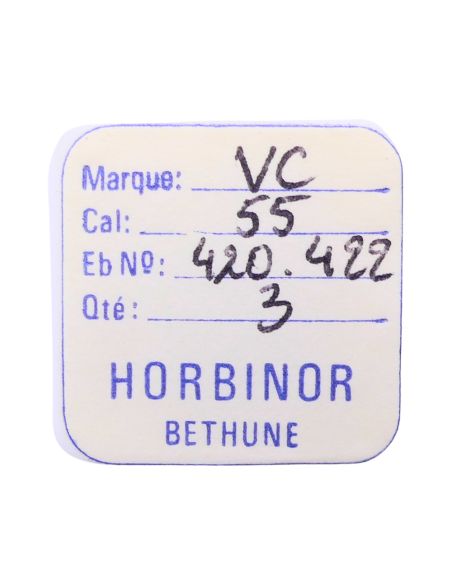 Marque: VC
Cal: 55
Eb Nº: 420.422
Qté: 3
HORBINOR
BETHUNE